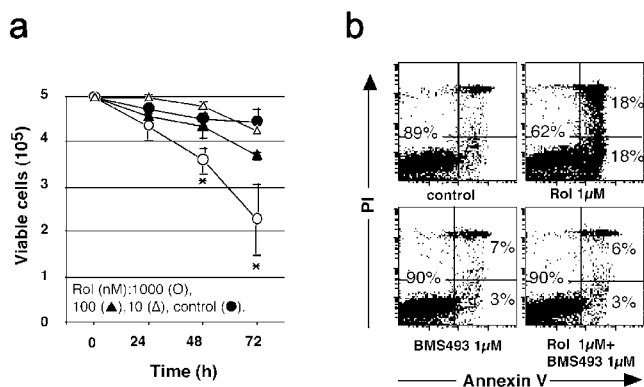 a
b
Viable cells (10⁵)
5
4
3
2
1
0
*
*
Rol (nM):1000 (O),
100 (▲),10 (Δ), control (●).
0 24 48 72
Time (h)
PI
89%
control
62%
18%
18%
Rol 1µM
90%
7%
3%
BMS493 1µM
90%
6%
3%
Rol 1µM+
BMS493 1µM
Annexin V